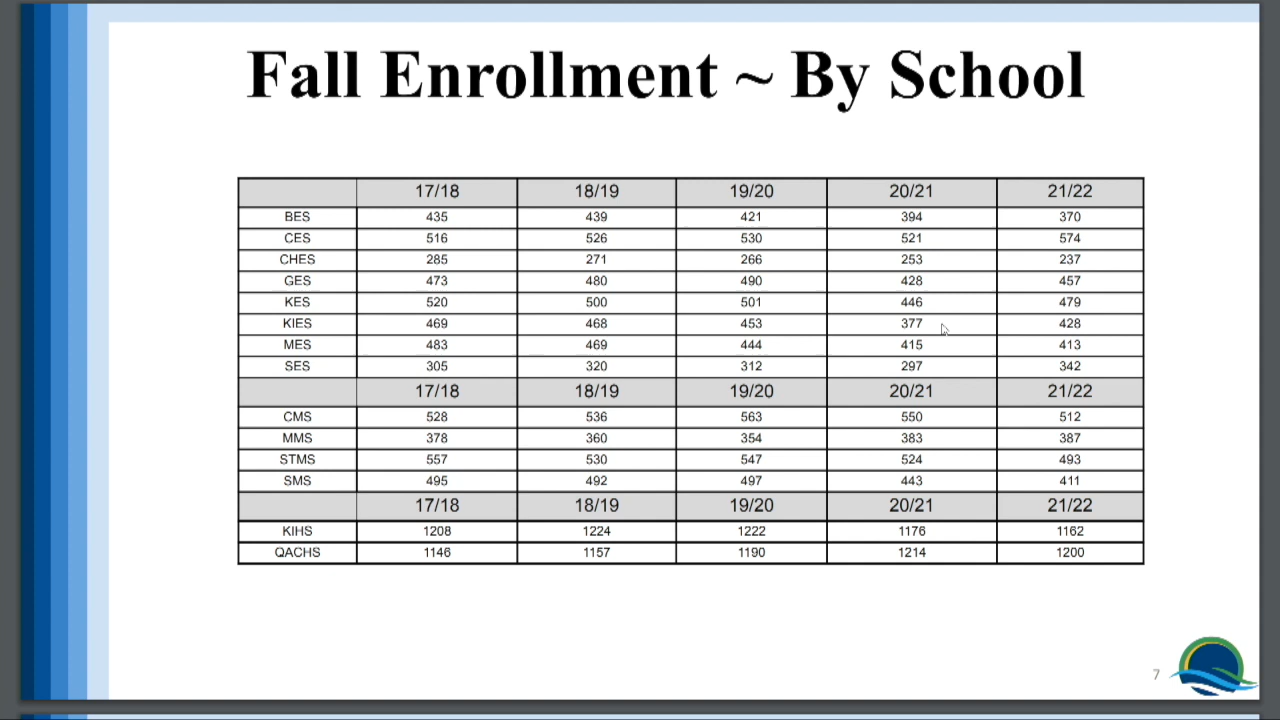 Fall Enrollment ~ By School
17/18 18/19 19/20 20/21 21/22
BES 435 439 421 394 370
CES 516 526 530 521 574
CHES 285 271 266 253 237
GES 473 480 490 428 457
KES 520 500 501 446 479
KIES 469 468 453 377 428
MES 483 469 444 415 413
SES 305 320 312 297 342
17/18 18/19 19/20 20/21 21/22
CMS 528 536 563 550 512
MMS 378 360 354 383 387
STMS 557 530 547 524 493
SMS 495 492 497 443 411
17/18 18/19 19/20 20/21 21/22
KIHS 1208 1224 1222 1176 1162
QACHS 1146 1157 1190 1214 1200
7